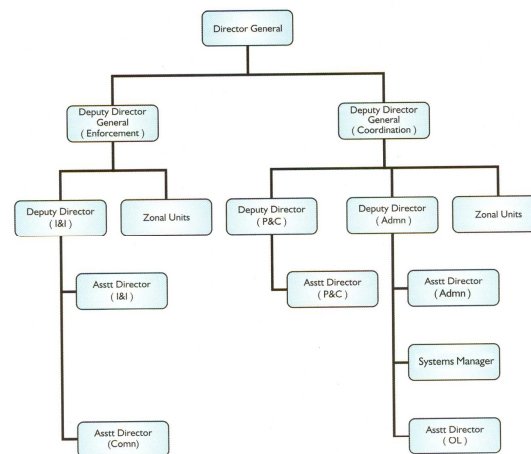 Director General
Deputy Director
General
( Enforcement )
Deputy Director
General
(Coordination)
Deputy Director
(I&I)
Zonal Units
Deputy Director
( P&C )
Deputy Director
(Admn)
Zonal Units
Asstt Director
( I&I )
Asstt Director
( P&C )
Asstt Director
( Admn)
Systems Manager
Asstt Director
(Comn)
Asstt Director
( OL )